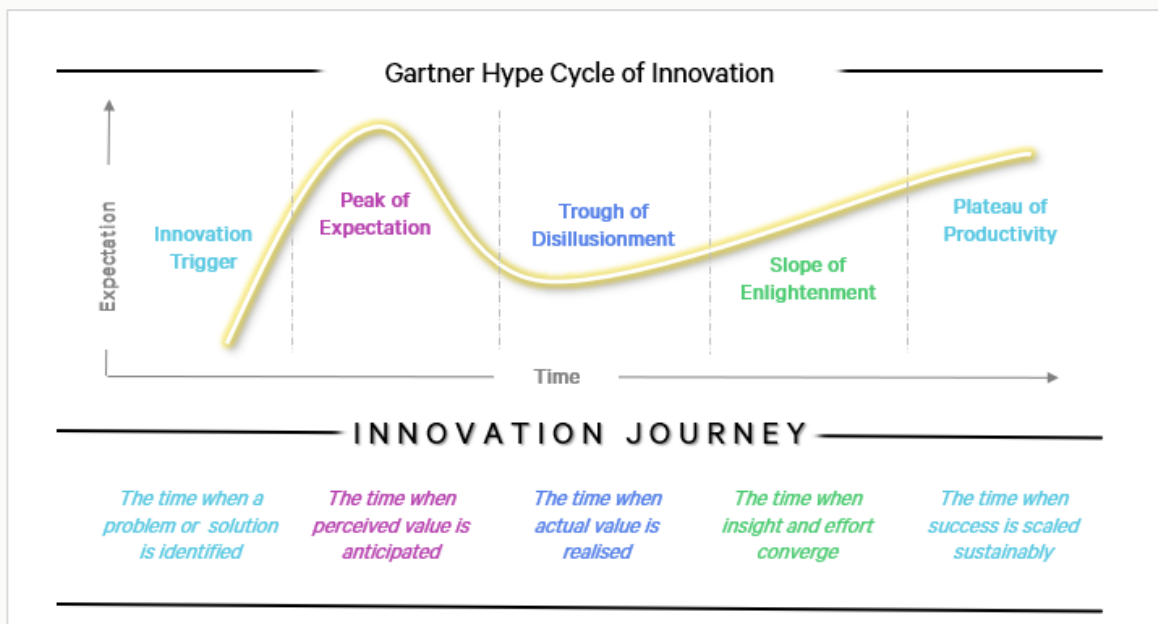 Gartner Hype Cycle of Innovation
Expectation
Innovation
Trigger
Peak of
Expectation
Trough of
Disillusionment
Slope of
Enlightenment
Plateau of
Productivity
Time
INNOVATION JOURNEY
The time when a
problem or solution
is identified
The time when
perceived value is
anticipated
The time when
actual value is
realised
The time when
insight and effort
converge
The time when
success is scaled
sustainably